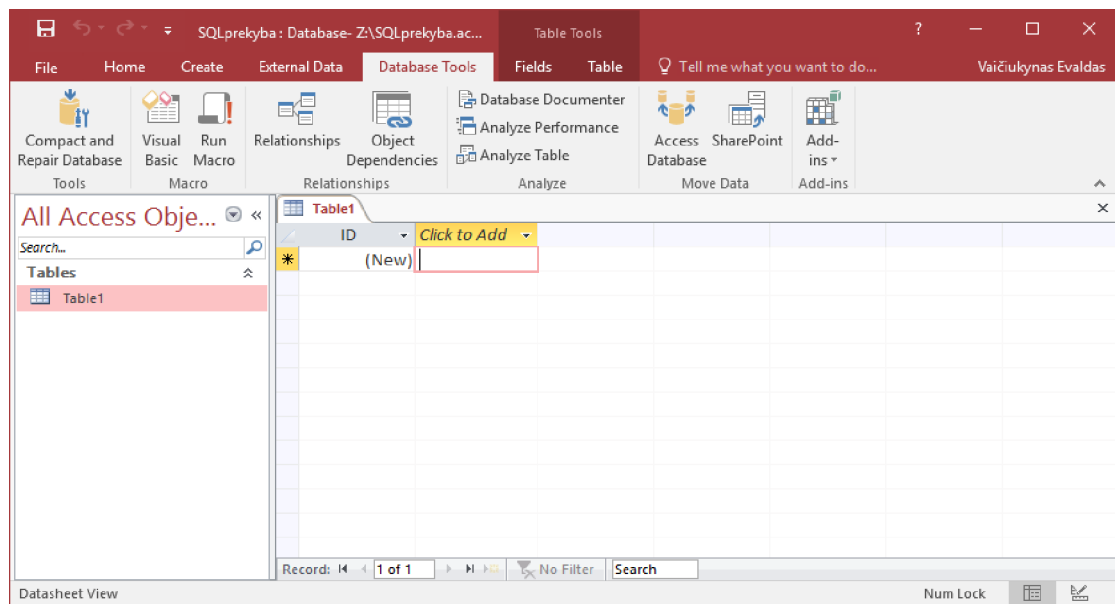 SQLprekyba : Database- Z:\SQLprekyba.ac...
Table Tools
?
File
Home
Create
External Data
Database Tools
Fields
Table
Tell me what you want to do...
Vaičiukynas Evaldas
Compact and
Repair Database
Tools
Visual
Basic
Run
Macro
Macro
Relationships
Object
Dependencies
Relationships
Database Documenter
Analyze Performance
Analyze Table
Analyze
Access
Database
SharePoint
Move Data
Add-
ins
Add-ins
All Access Obje...
Search...
Tables
Table1
Table1
ID
Click to Add
(New)
Record:
1 of 1
No Filter
Search
Datasheet View
Num Lock